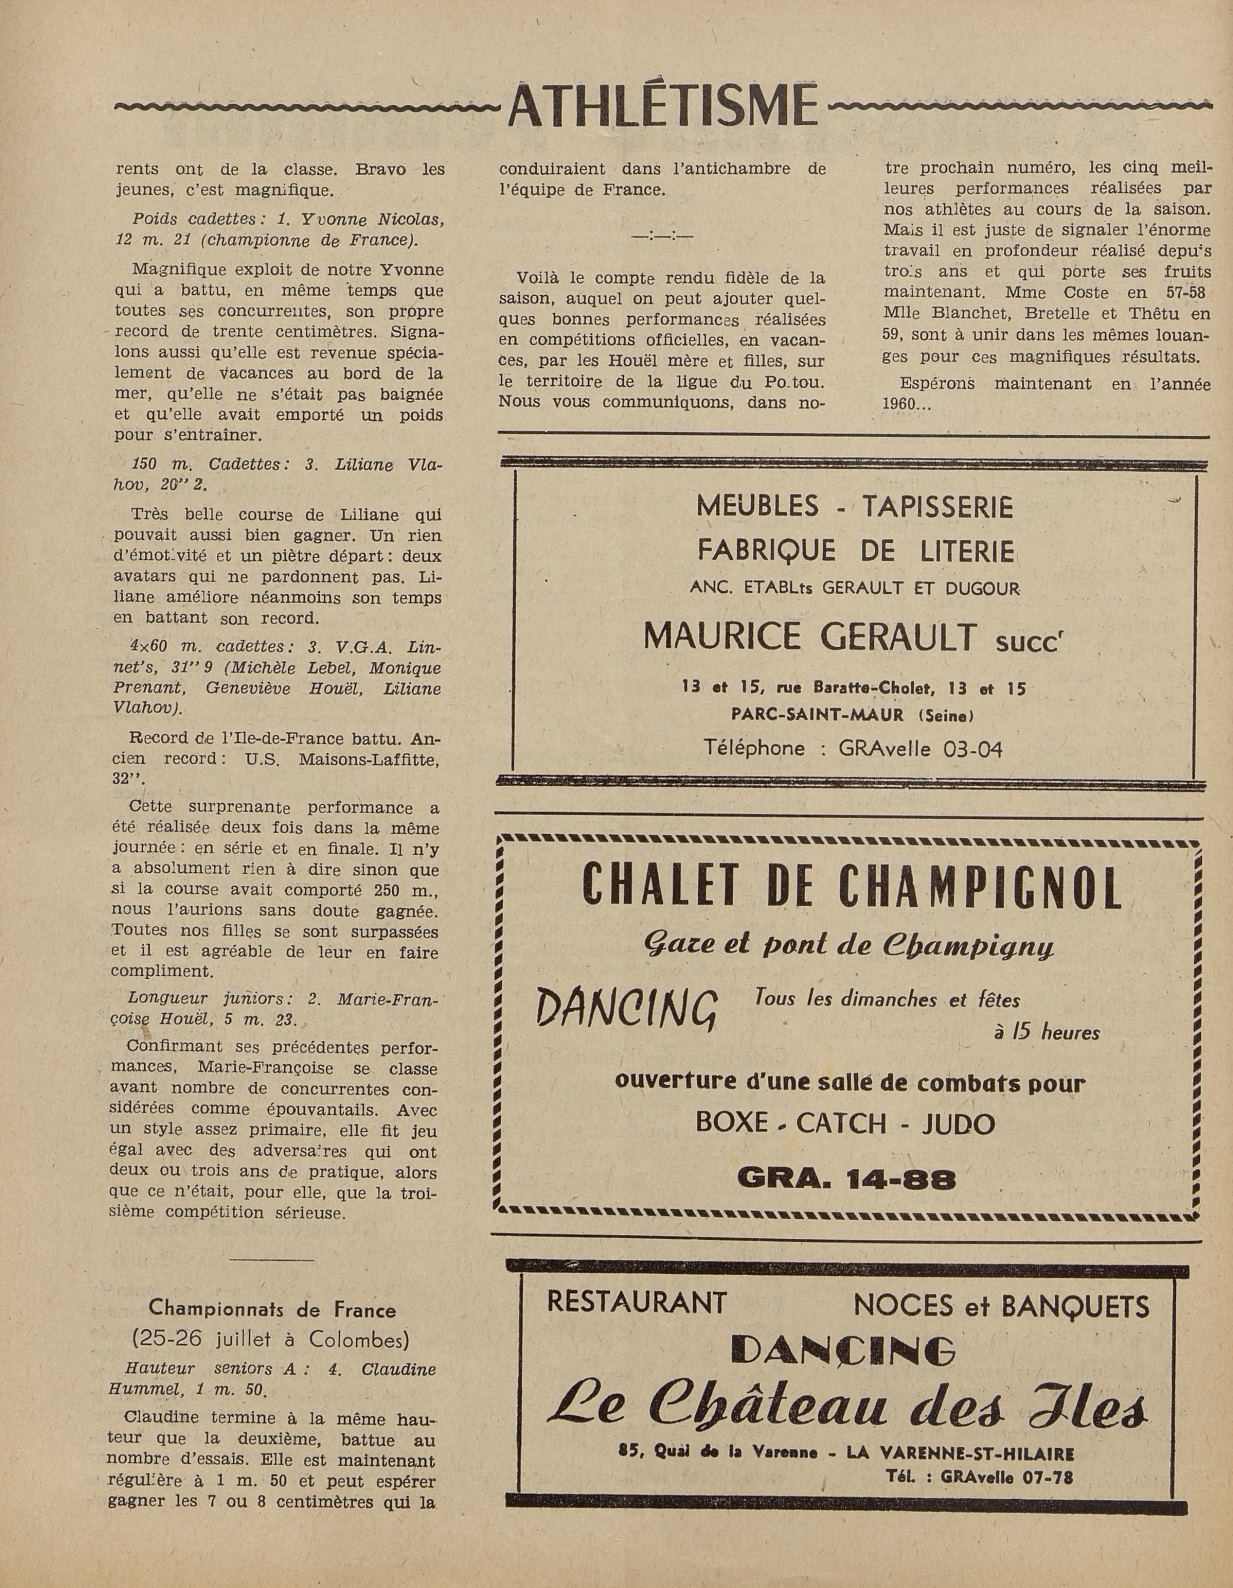 ATHLÉTISME
rents ont de la classe. Bravo les
jeunes, c'est magnifique.
Poids cadettes : 1. Yvonne Nicolas,
12 m. 21 (championne de France).
Magnifique exploit de notre Yvonne
qui a battu, en même temps que
toutes ses concurrentes, son propre
record de trente centimètres. Signa-
lons aussi qu'elle est revenue spécia-
lement de vacances au bord de la
mer, qu'elle ne s'était pas baignée
et qu'elle avait emporté un poids
pour s'entraîner.
150 m. Cadettes : 3. Liliane Vla-
hov, 20'' 2.
Très belle course de Liliane qui
pouvait aussi bien gagner. Un rien
d'émotivité et un piètre départ : deux
avatars qui ne pardonnent pas. Li-
liane améliore néanmoins son temps
en battant son record.
4x60 m. cadettes : 3. V.G.A. Lin-
net's, 31'' 9 (Michèle Lebel, Monique
Prenant, Geneviève Houël, Liliane
Vlahov).
Record de l'Ile-de-France battu. An-
cien record : U.S. Maisons-Laffitte,
32''.
Cette surprenante performance a
été réalisée deux fois dans la même
journée : en série et en finale. Il n'y
a absolument rien à dire sinon que
si la course avait comporté 250 m.,
nous l'aurions sans doute gagnée.
Toutes nos filles se sont surpassées
et il est agréable de leur en faire
compliment.
Longueur juniors : 2. Marie-Fran-
çoise Houël, 5 m. 23.
Confirmant ses précédentes perfor-
mances, Marie-Françoise se classe
avant nombre de concurrentes con-
sidérées comme épouvantails. Avec
un style assez primaire, elle fit jeu
égal avec des adversaires qui ont
deux ou trois ans de pratique, alors
que ce n'était, pour elle, que la troi-
sième compétition sérieuse.
Championnats de France
(25-26 juillet à Colombes)
Hauteur seniors A : 4. Claudine
Hummel, 1 m. 50.
Claudine termine à la même hau-
teur que la deuxième, battue au
nombre d'essais. Elle est maintenant
régulière à 1 m. 50 et peut espérer
gagner les 7 ou 8 centimètres qui la
conduiraient dans l'antichambre de
l'équipe de France.
—:—:—
Voilà le compte rendu fidèle de la
saison, auquel on peut ajouter quel-
ques bonnes performances réalisées
en compétitions officielles, en vacan-
ces, par les Houël mère et filles, sur
le territoire de la ligue du Poitou.
Nous vous communiquons, dans no-
tre prochain numéro, les cinq meil-
leures performances réalisées par
nos athlètes au cours de la saison.
Mais il est juste de signaler l'énorme
travail en profondeur réalisé depuis
trois ans et qui porte ses fruits
maintenant. Mme Coste en 57-58
Mlle Blanchet, Bretelle et Thêtu en
59, sont à unir dans les mêmes louan-
ges pour ces magnifiques résultats.
Espérons maintenant en l'année
1960...
MEUBLES - TAPISSERIE
FABRIQUE DE LITERIE
ANC. ETABLts GERAULT ET DUGOUR
MAURICE GERAULT succr
13 et 15, rue Baratte-Cholet, 13 et 15
PARC-SAINT-MAUR (Seine)
Téléphone : GRAvelle 03-04
CHALET DE CHAMPIGNOL
Gare et pont de Champigny
DANCING Tous les dimanches et fêtes
à 15 heures
ouverture d'une salle de combats pour
BOXE - CATCH - JUDO
GRA. 14-88
RESTAURANT NOCES et BANQUETS
DANCING
Le Château des Iles
85, Quai de la Varenne - LA VARENNE-ST-HILAIRE
Tél. : GRAvelle 07-78